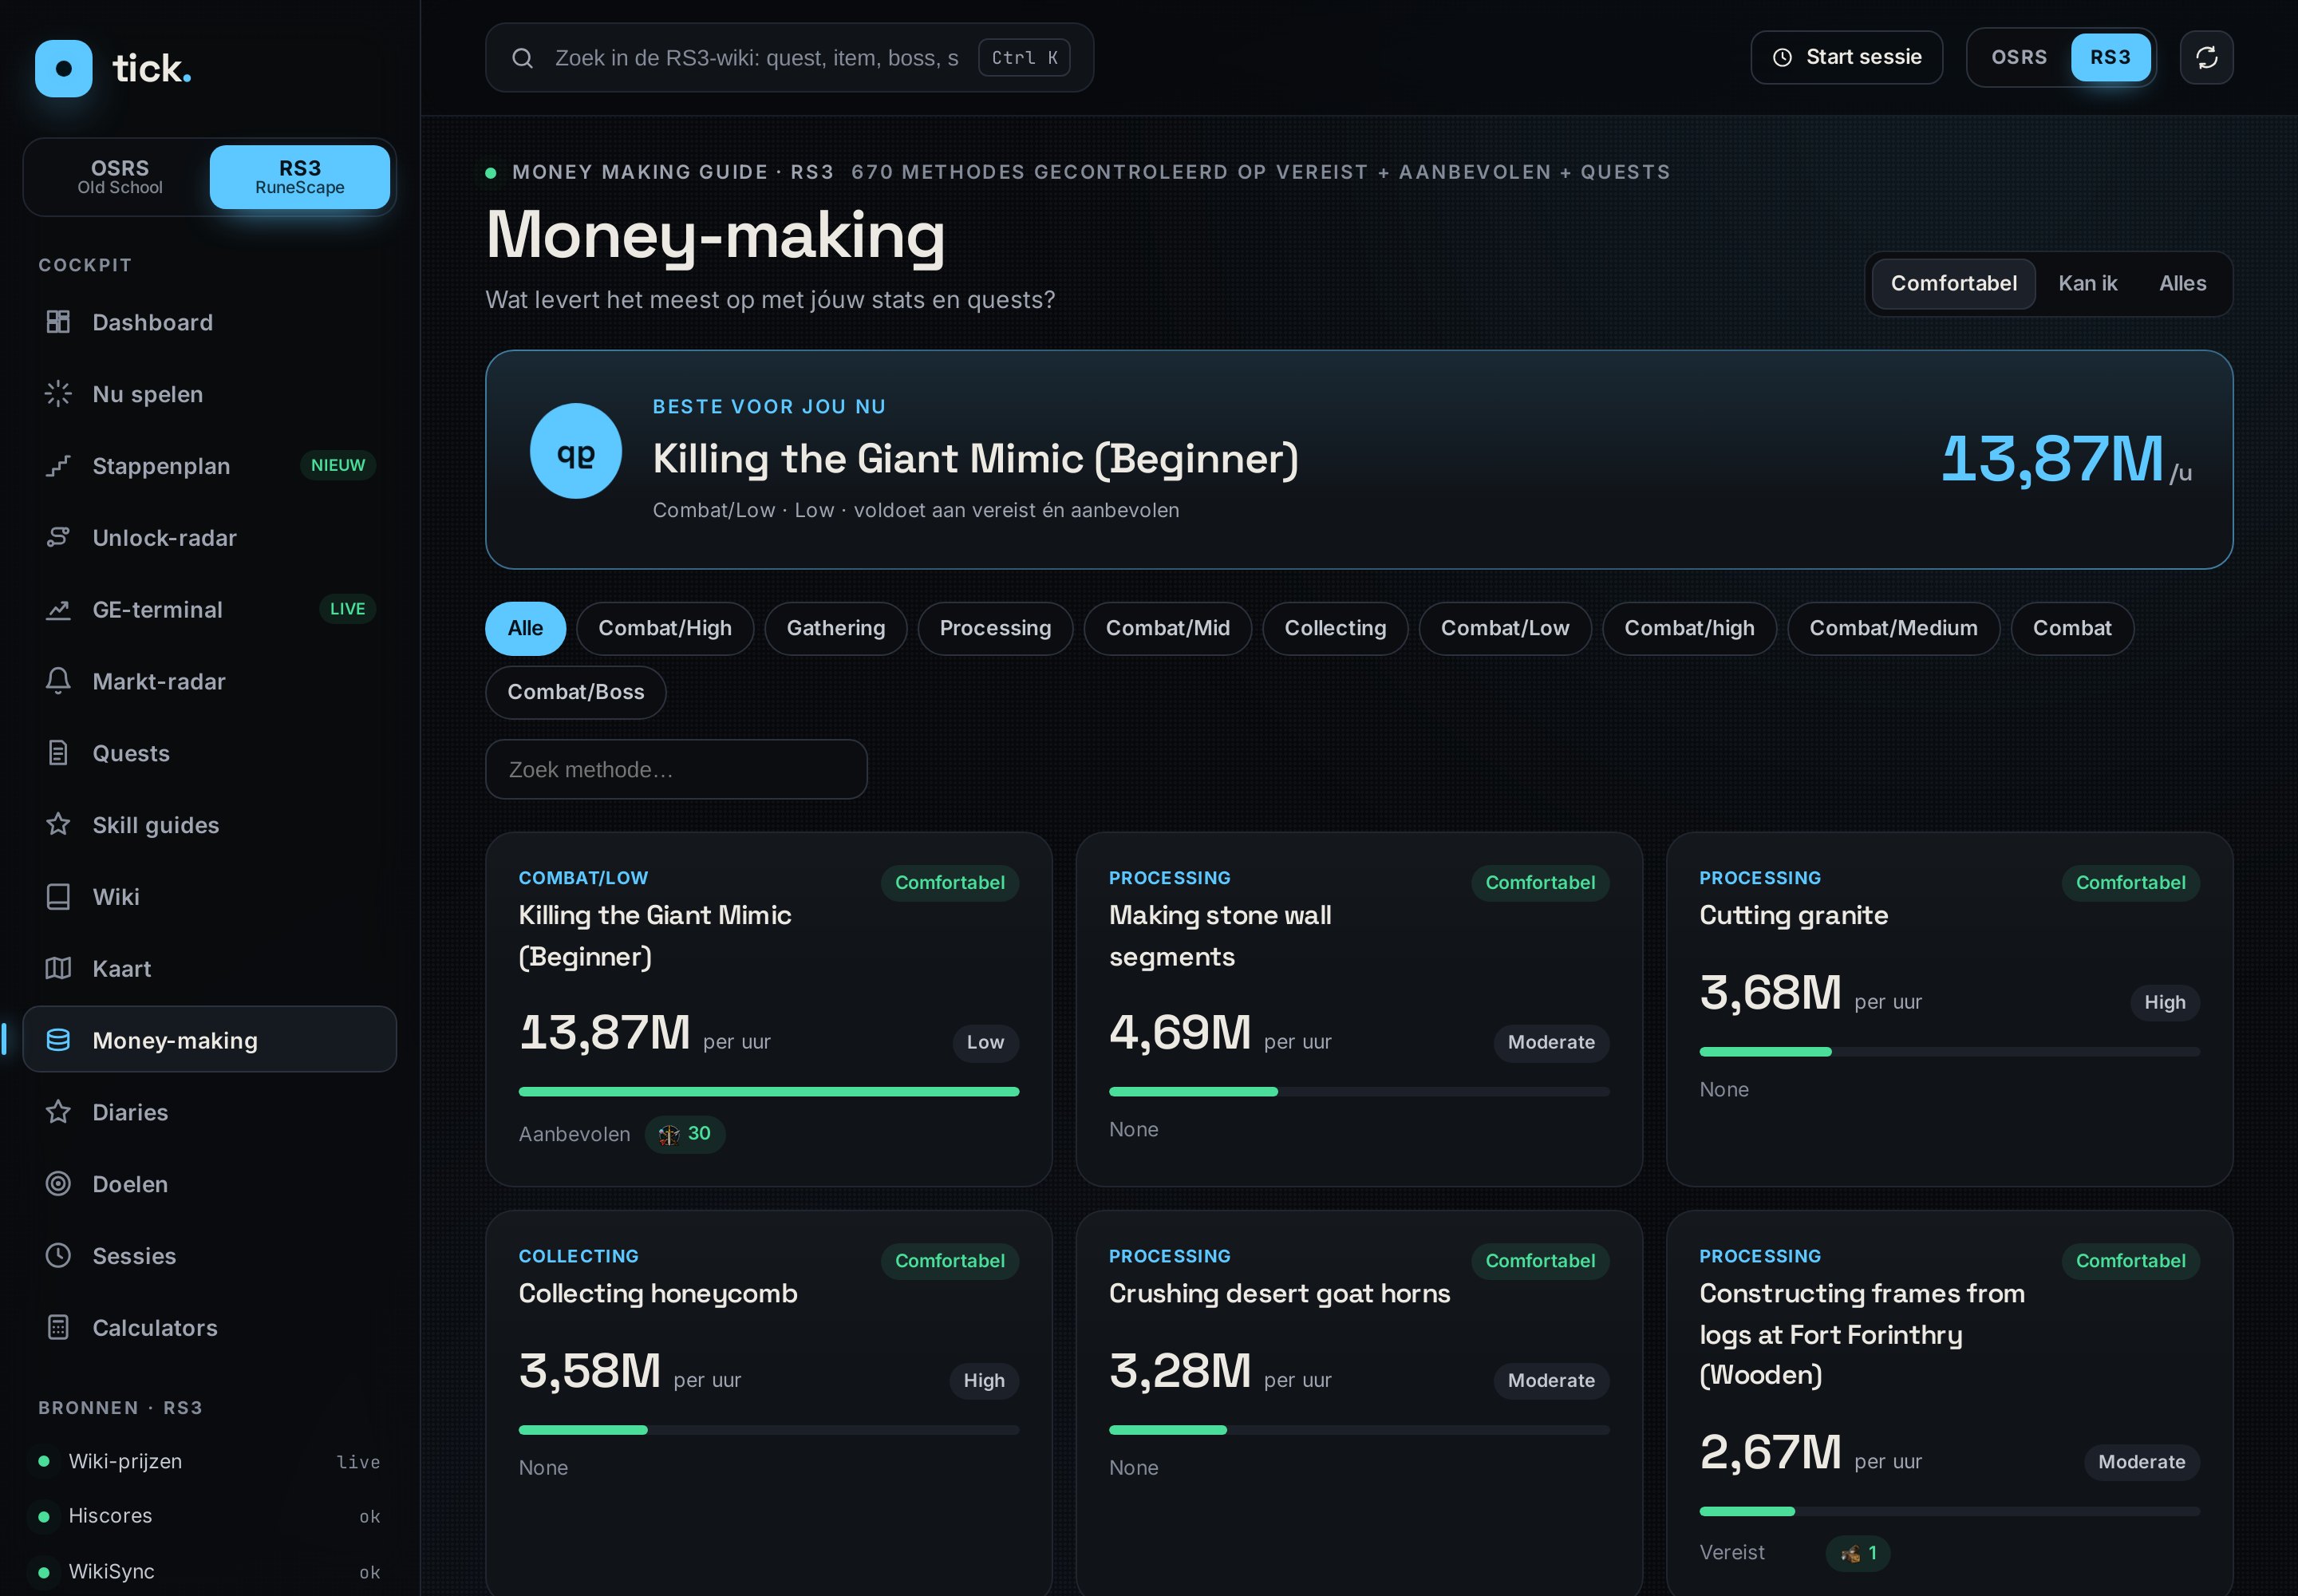 tick.
Zoek in de RS3-wiki: quest, item, boss, s
Ctrl K
Start sessie
OSRS
RS3
OSRS
Old School
RS3
RuneScape
COCKPIT
Dashboard
Nu spelen
Stappenplan
NIEUW
Unlock-radar
GE-terminal
LIVE
Markt-radar
Quests
Skill guides
Wiki
Kaart
Money-making
Diaries
Doelen
Sessies
Calculators
BRONNEN · RS3
Wiki-prijzen
live
Hiscores
ok
WikiSync
ok
MONEY MAKING GUIDE · RS3 670 METHODES GECONTROLEERD OP VEREIST + AANBEVOLEN + QUESTS
Money-making
Wat levert het meest op met jóuw stats en quests?
Comfortabel
Kan ik
Alles
BESTE VOOR JOU NU
Killing the Giant Mimic (Beginner)
Combat/Low · Low · voldoet aan vereist én aanbevolen
13,87M/u
Alle
Combat/High
Gathering
Processing
Combat/Mid
Collecting
Combat/Low
Combat/high
Combat/Medium
Combat
Combat/Boss
Zoek methode...
COMBAT/LOW
Comfortabel
Killing the Giant Mimic
(Beginner)
13,87M per uur
Low
Aanbevolen
30
PROCESSING
Comfortabel
Making stone wall
segments
4,69M per uur
Moderate
None
PROCESSING
Comfortabel
Cutting granite
3,68M per uur
High
None
COLLECTING
Comfortabel
Collecting honeycomb
3,58M per uur
High
None
PROCESSING
Comfortabel
Crushing desert goat horns
3,28M per uur
Moderate
None
PROCESSING
Comfortabel
Constructing frames from
logs at Fort Forinthry
(Wooden)
2,67M per uur
Moderate
Vereist
1